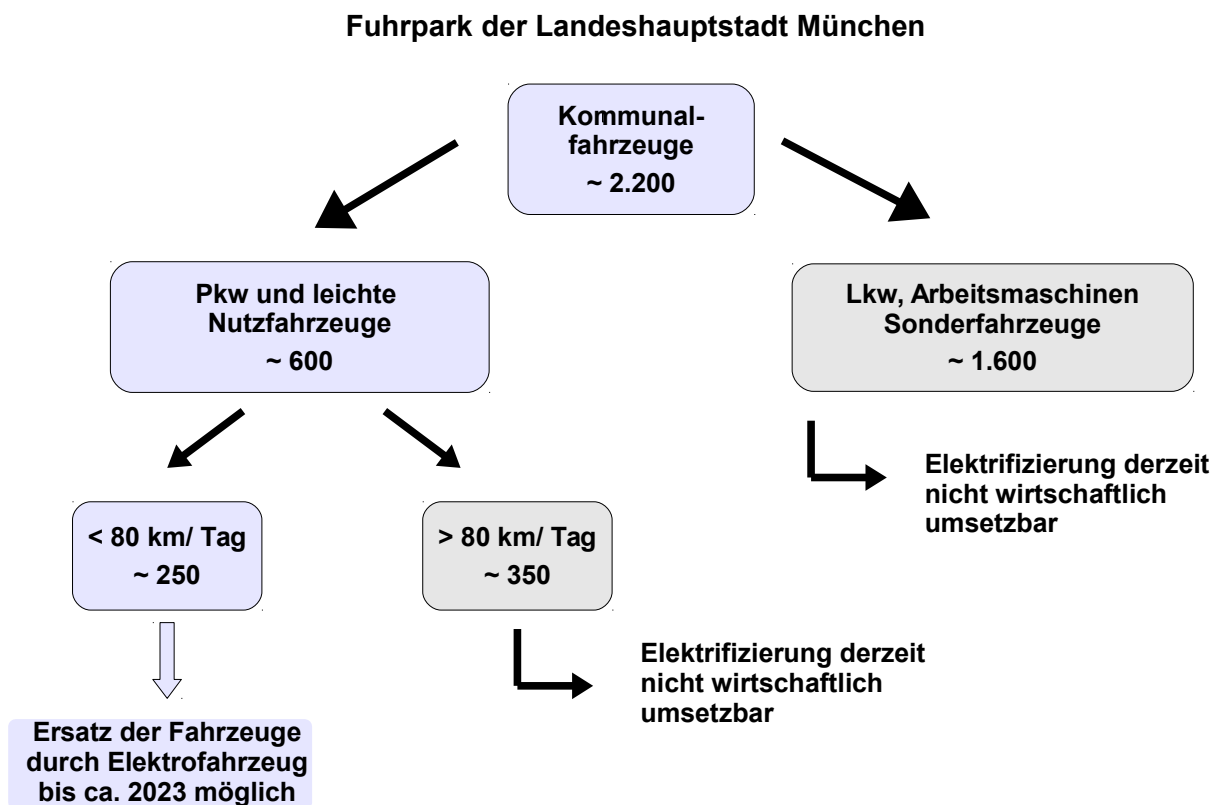 Fuhrpark der Landeshauptstadt München
Kommunal-
fahrzeuge
~ 2.200
Pkw und leichte
Nutzfahrzeuge
~ 600
Lkw, Arbeitsmaschinen
Sonderfahrzeuge
~ 1.600
Elektrifizierung derzeit
nicht wirtschaftlich
umsetzbar
< 80 km/ Tag
~ 250
> 80 km/ Tag
~ 350
Elektrifizierung derzeit
nicht wirtschaftlich
umsetzbar
Ersatz der Fahrzeuge
durch Elektrofahrzeug
bis ca. 2023 möglich